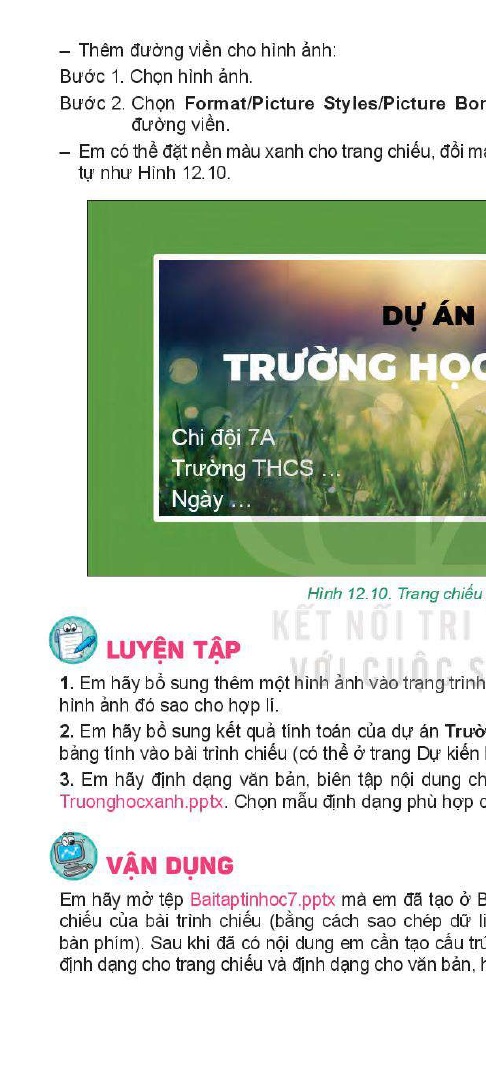 – Thêm đường viền cho hình ảnh:
Bước 1. Chọn hình ảnh.
Bước 2. Chọn Format/Picture Styles/Picture Bor
đường viền.
– Em có thể đặt nền màu xanh cho trang chiếu, đổi mà
tự như Hình 12.10.
DỰ ÁN
TRƯỜNG HỌC
Chi đội 7A
Trường THCS ...
Ngày ...
Hình 12.10. Trang chiếu
KẾT NỐI TRI
VỚI CUỘC S
LUYỆN TẬP
1. Em hãy bổ sung thêm một hình ảnh vào trang trình
hình ảnh đó sao cho hợp lí.
2. Em hãy bổ sung kết quả tính toán của dự án Trườ
bảng tính vào bài trình chiếu (có thể ở trang Dự kiến
3. Em hãy định dạng văn bản, biên tập nội dung ch
Truonghocxanh.pptx. Chọn mẫu định dạng phù hợp
VẬN DỤNG
Em hãy mở tệp Baitaptinhoc7.pptx mà em đã tạo ở B
chiếu của bài trình chiếu (bằng cách sao chép dữ li
bàn phím). Sau khi đã có nội dung em cần tạo cấu trú
định dạng cho trang chiếu và định dạng cho văn bản, h